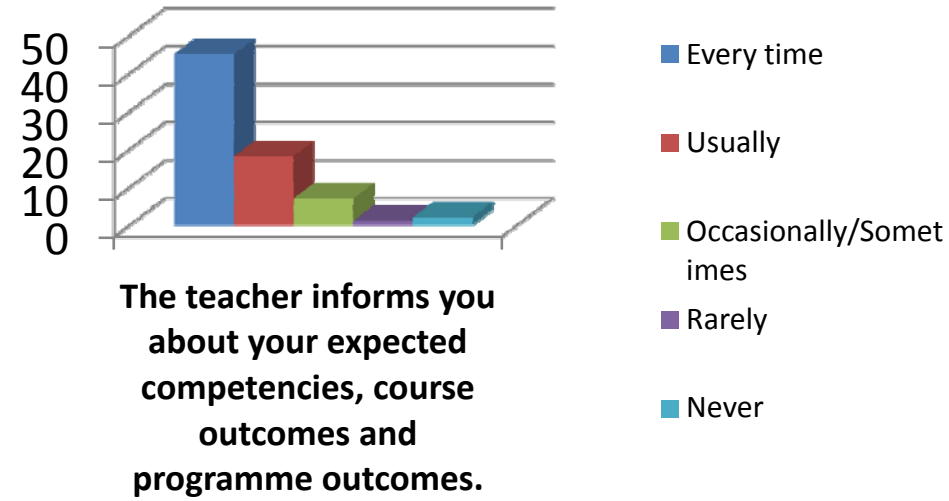 50
40
30
20
10
0
The teacher informs you
about your expected
competencies, course
outcomes and
programme outcomes.
Every time
Usually
Occasionally/Somet
imes
Rarely
Never